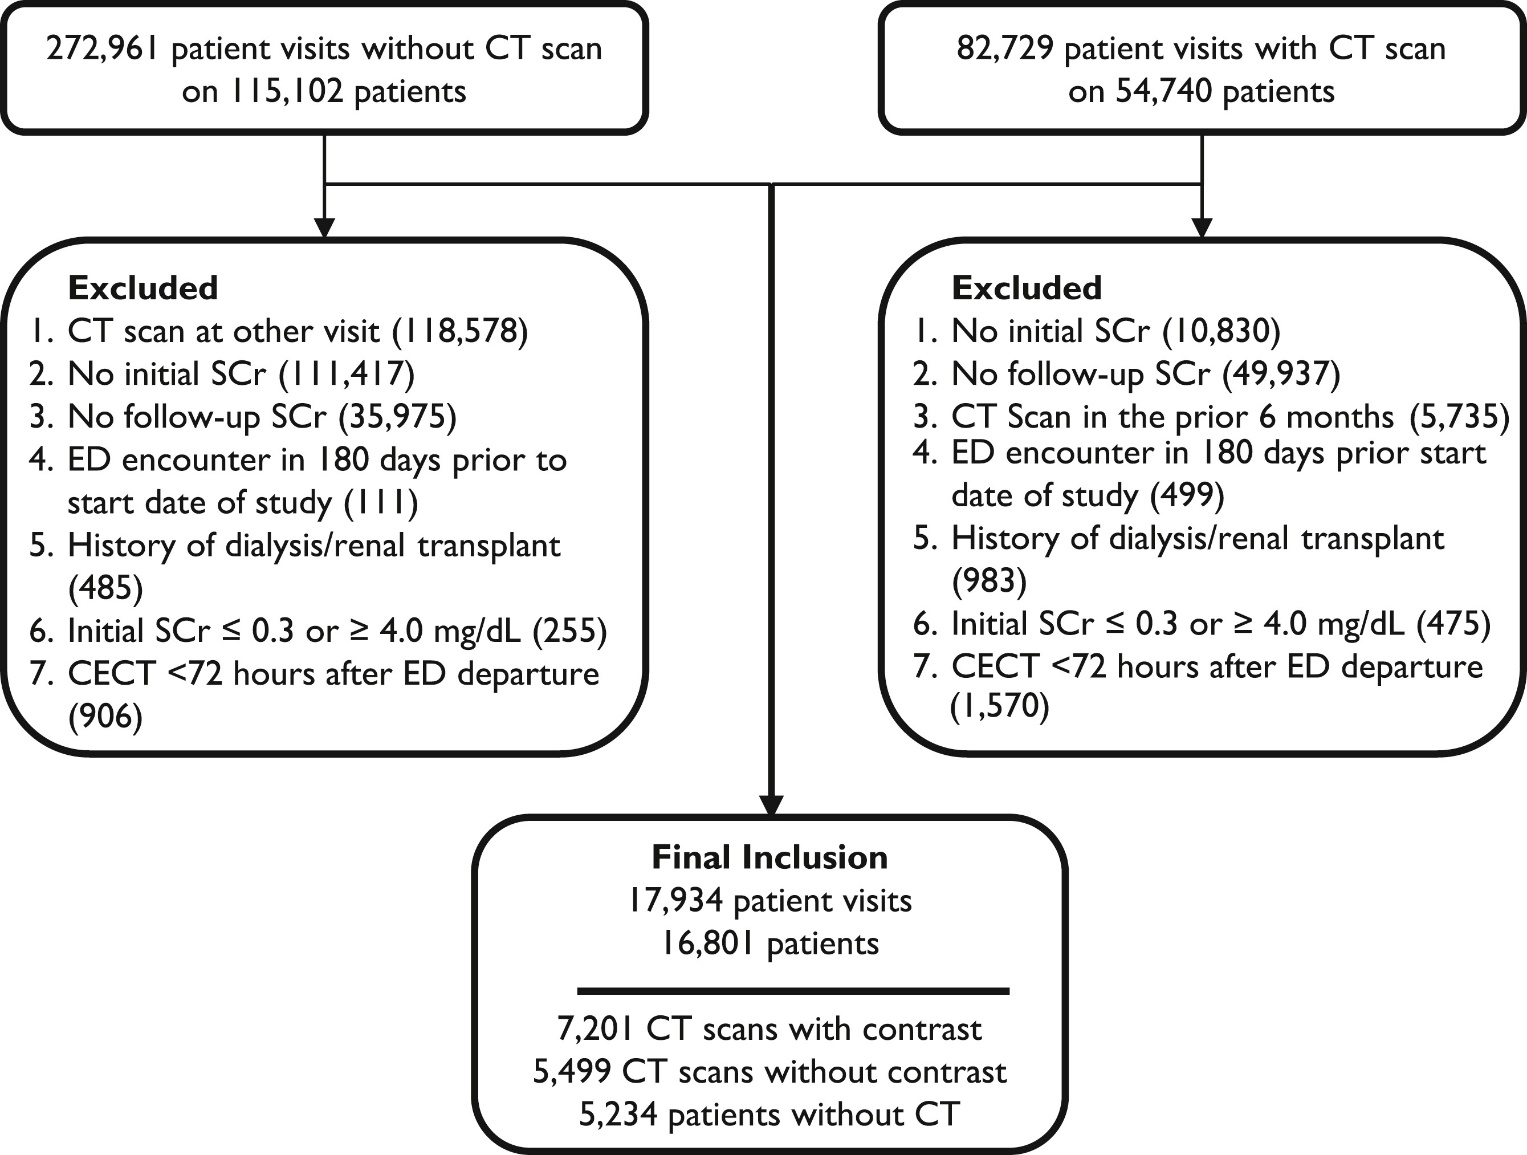 272,961 patient visits without CT scan
on 115,102 patients
82,729 patient visits with CT scan
on 54,740 patients
Excluded
1. CT scan at other visit (118,578)
2. No initial SCr (111,417)
3. No follow-up SCr (35,975)
4. ED encounter in 180 days prior to
start date of study (111)
5. History of dialysis/renal transplant
(485)
6. Initial SCr ≤ 0.3 or ≥ 4.0 mg/dL (255)
7. CECT <72 hours after ED departure
(906)
Excluded
1. No initial SCr (10,830)
2. No follow-up SCr (49,937)
3. CT Scan in the prior 6 months (5,735)
4. ED encounter in 180 days prior start
date of study (499)
5. History of dialysis/renal transplant
(983)
6. Initial SCr ≤ 0.3 or ≥ 4.0 mg/dL (475)
7. CECT <72 hours after ED departure
(1,570)
Final Inclusion
17,934 patient visits
16,801 patients
7,201 CT scans with contrast
5,499 CT scans without contrast
5,234 patients without CT